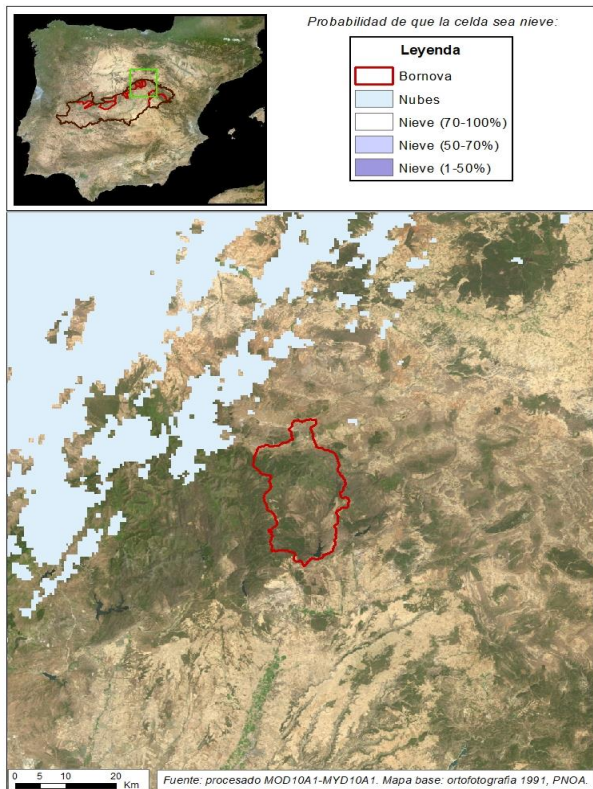 Probabilidad de que la celda sea nieve:
Leyenda
Bornova
Nubes
Nieve (70-100%)
Nieve (50-70%)
Nieve (1-50%)
0 5 10 20
Km
Fuente: procesado MOD10A1-MYD10A1. Mapa base: ortofotografia 1991, PNOA.